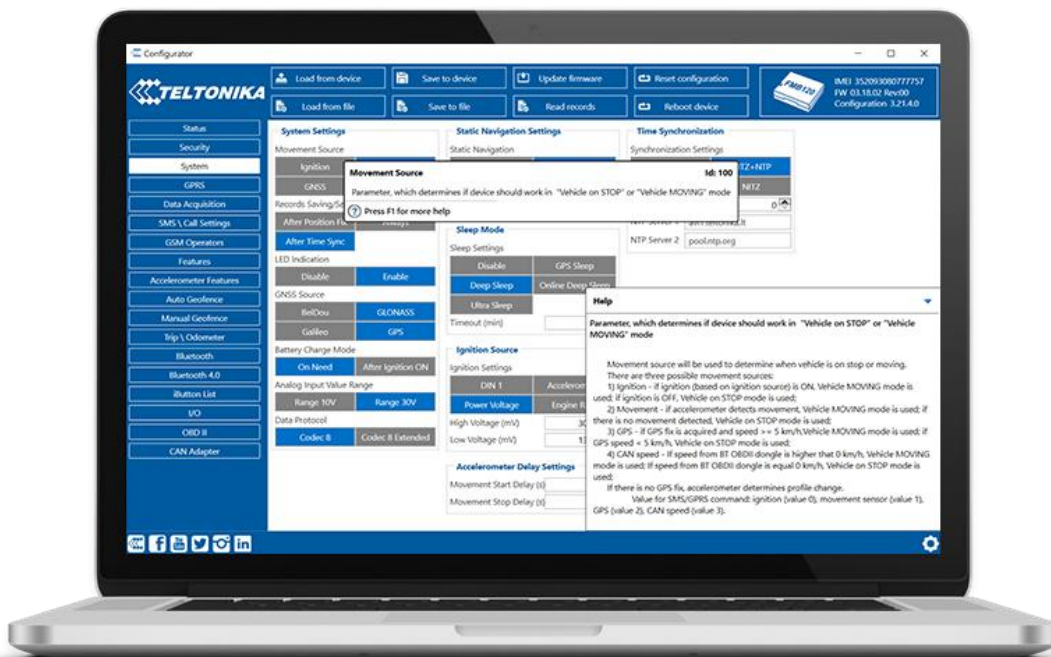 Configurator
TELTONIKA
Load from device
Save to device
Update firmware
Reset configuration
Load from file
Save to file
Read records
Reboot device
FMB120
IMEI 352093080777757
FW 03.18.02 Rev:00
Configuration 3.21.4.0
Status
Security
System
GPRS
Data Acquisition
SMS \ Call Settings
GSM Operators
Features
Accelerometer Features
Auto Geofence
Manual Geofence
Trip \ Odometer
Bluetooth
Bluetooth 4.0
iButton List
I/O
OBD II
CAN Adapter
System Settings
Movement Source
Ignition
GNSS
After Position Fix
Always
After Time Sync
LED Indication
Disable
Enable
GNSS Source
BeiDou
GLONASS
Galileo
GPS
Battery Charge Mode
On Need
After Ignition ON
Analog Input Value Range
Range 10V
Range 30V
Data Protocol
Codec 8
Codec 8 Extended
Static Navigation Settings
Static Navigation
Movement Source
Id: 100
Parameter, which determines if device should work in "Vehicle on STOP" or "Vehicle MOVING" mode
Press F1 for more help
Sleep Mode
Sleep Settings
Disable
GPS Sleep
Deep Sleep
Online Deep Sleep
Ultra Sleep
Timeout (min)
Ignition Source
Ignition Settings
DIN 1
Power Voltage
High Voltage (mV)
Low Voltage (mV)
Accelerometer Delay Settings
Movement Start Delay (s)
Movement Stop Delay (s)
Time Synchronization
Synchronization Settings
NITZ
0
NTP Server 2
pool.ntp.org
Help
Parameter, which determines if device should work in "Vehicle on STOP" or "Vehicle
MOVING" mode
Movement source will be used to determine when vehicle is on stop or moving.
There are three possible movement sources:
1) Ignition - if ignition (based on ignition source) is ON, Vehicle MOVING mode is
used; if ignition is OFF, Vehicle on STOP mode is used;
2) Movement - if accelerometer detects movement, Vehicle MOVING mode is used; if
there is no movement detected, Vehicle on STOP mode is used;
3) GPS - if GPS fix is acquired and speed >= 5 km/h,Vehicle MOVING mode is used; if
GPS speed < 5 km/h, Vehicle on STOP mode is used;
4) CAN speed - If speed from BT OBDII dongle is higher that 0 km/h, Vehicle MOVING
mode is used; If speed from BT OBDII dongle is equal 0 km/h, Vehicle on STOP mode is
used;
If there is no GPS fix, accelerometer determines profile change.
Value for SMS/GPRS command: ignition (value 0), movement sensor (value 1),
GPS (value 2), CAN speed (value 3).